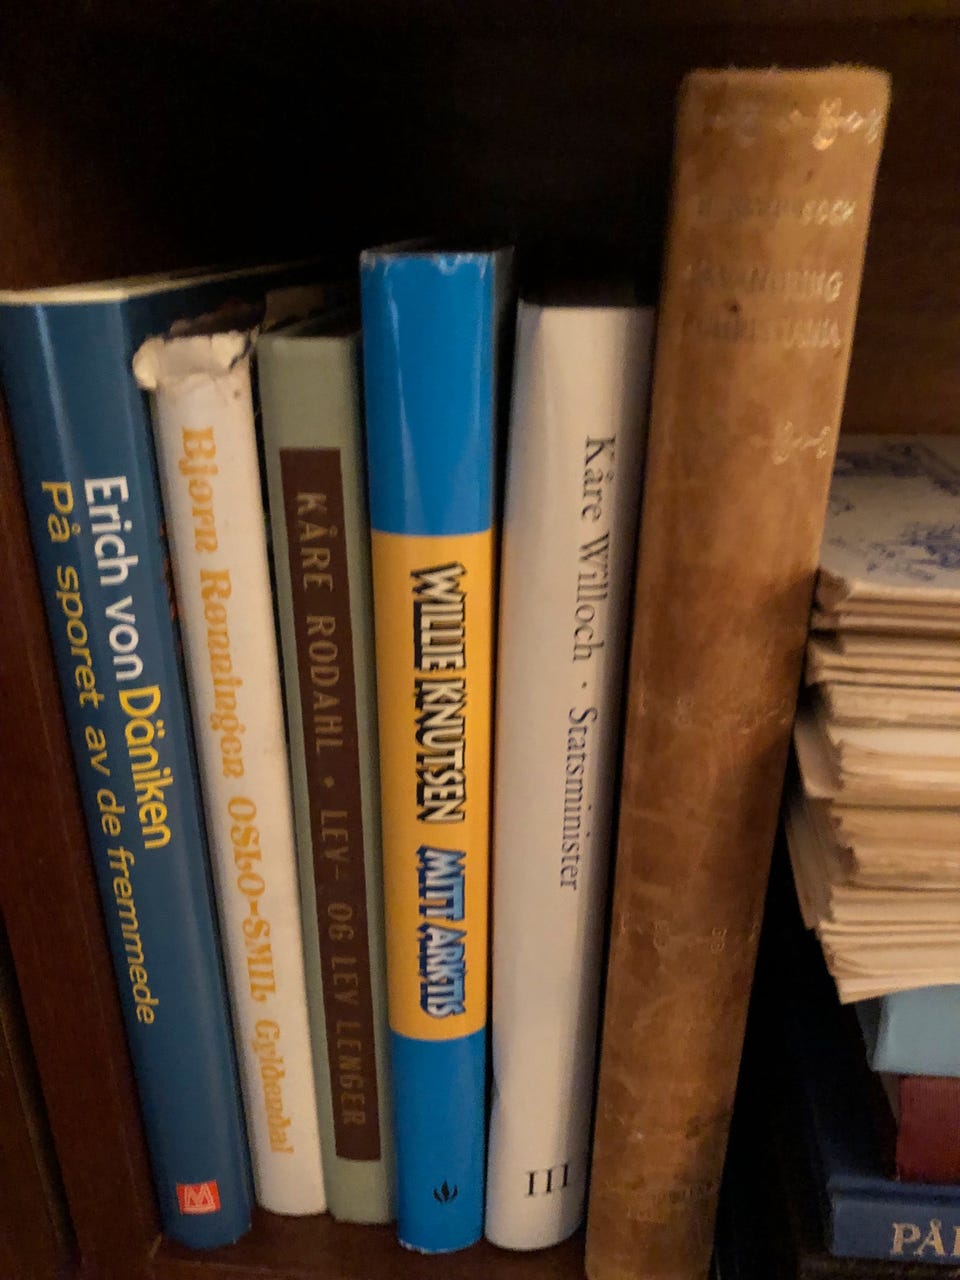 Erich von Däniken
På sporet av de fremmede
M
Bjørn Rønningen OSLO-SMIL Gyldendal
KÅRE RODAHL • LEV- OG LEV LENGER
WILLIE KNUTSEN MITT ARKTIS
Kåre Willoch · Statsminister
III
CHRISTIANIA